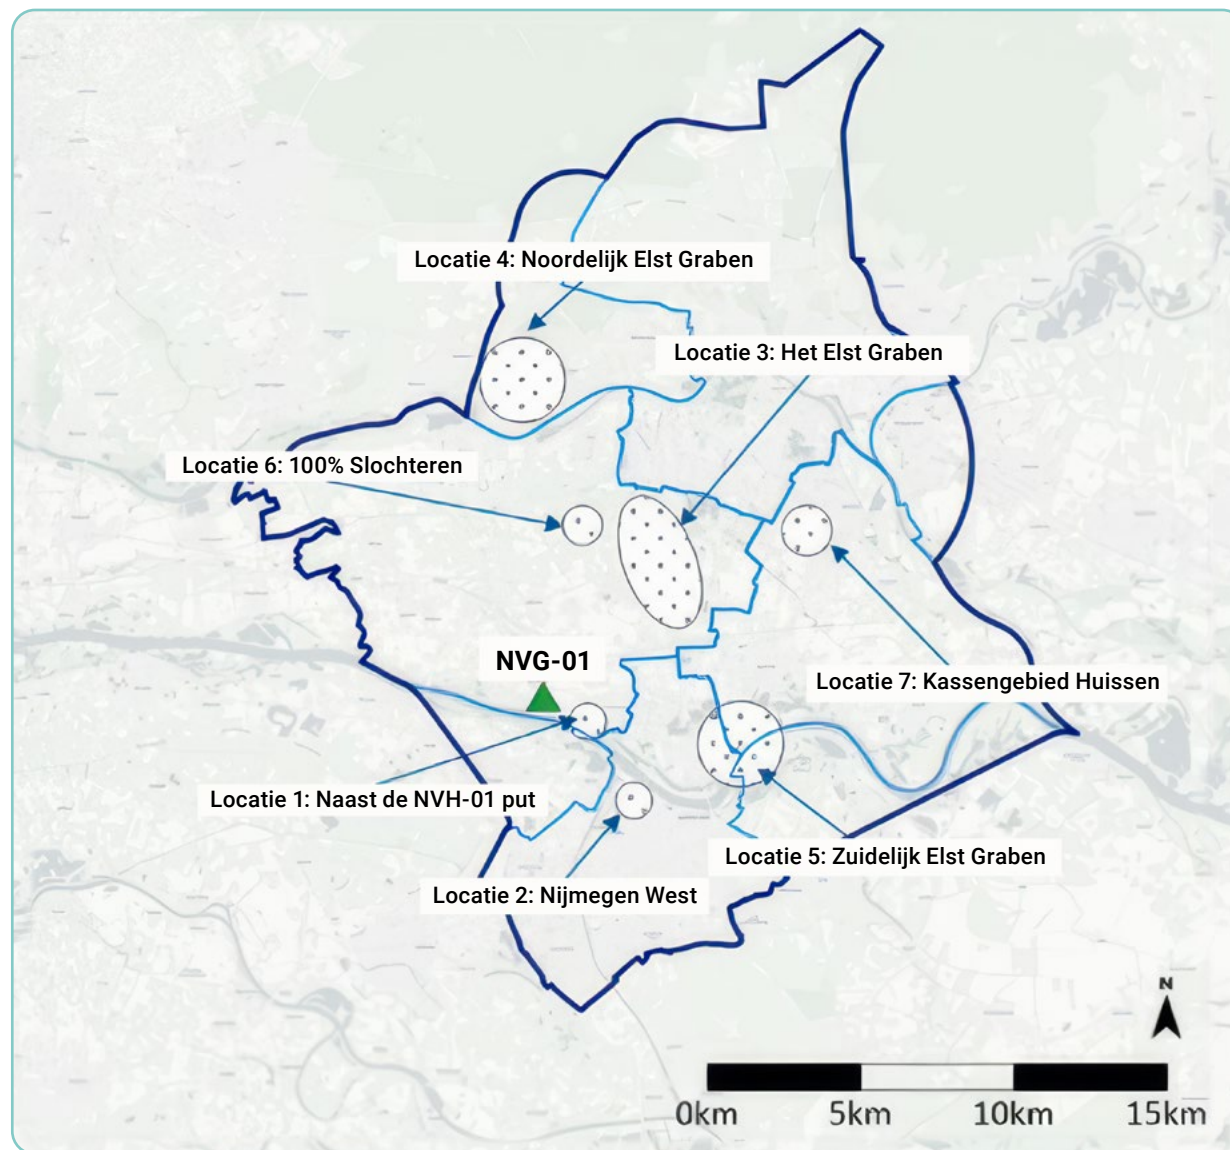 Locatie 4: Noordelijk Elst Graben
Locatie 3: Het Elst Graben
Locatie 6: 100% Slochteren
NVG-01
Locatie 7: Kassengebied Huissen
Locatie 1: Naast de NVH-01 put
Locatie 5: Zuidelijk Elst Graben
Locatie 2: Nijmegen West
N
0km 5km 10km 15km